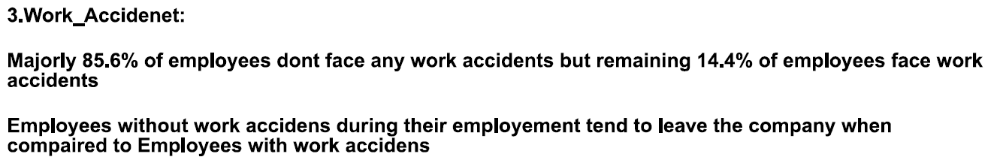 3.Work_Accidenet:
Majorly 85.6% of employees dont face any work accidents but remaining 14.4% of employees face work
accidents
Employees without work accidens during their employement tend to leave the company when
compaired to Employees with work accidens